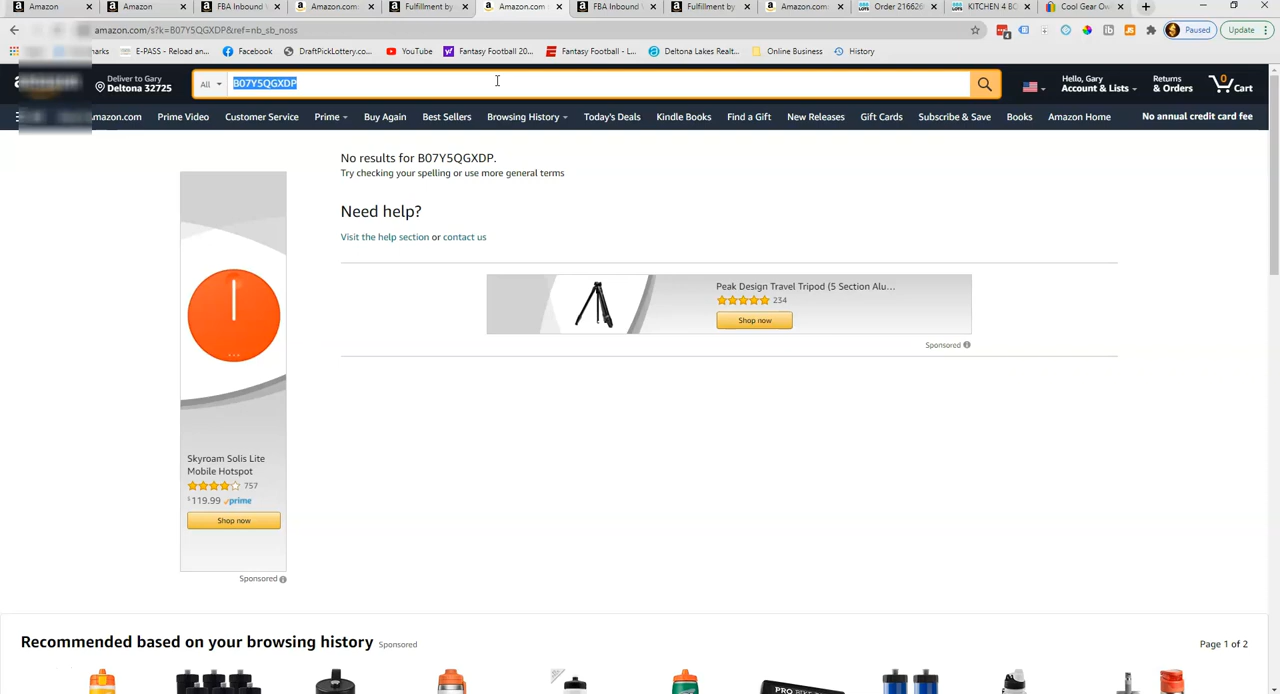 Amazon
Amazon
FBA Inbound
Amazon.com:
Fulfillment by
Amazon.com
FBA Inbound
Fulfillment by
Amazon.com:
Order 216626
KITCHEN 4 BO
Cool Gear Ow
amazon.com/s?k=B07Y5QGXDP&ref=nb_sb_noss
Paused
Update
E-PASS - Reload an...
Facebook
DraftPickLottery.co...
YouTube
Fantasy Football 20...
Fantasy Football - L...
Deltona Lakes Realt...
Online Business
History
Deliver to Gary
Deltona 32725
All
B07Y5QGXDP
Hello, Gary
Account & Lists
Returns
& Orders
0
Cart
mazon.com
Prime Video
Customer Service
Prime
Buy Again
Best Sellers
Browsing History
Today's Deals
Kindle Books
Find a Gift
New Releases
Gift Cards
Subscribe & Save
Books
Amazon Home
No annual credit card fee
No results for B07Y5QGXDP.
Try checking your spelling or use more general terms
Need help?
Visit the help section or contact us
Peak Design Travel Tripod (5 Section Alu...
234
Shop now
Sponsored
Skyroam Solis Lite
Mobile Hotspot
757
$119.99 prime
Shop now
Sponsored
Recommended based on your browsing history Sponsored
Page 1 of 2
PRO BIKE